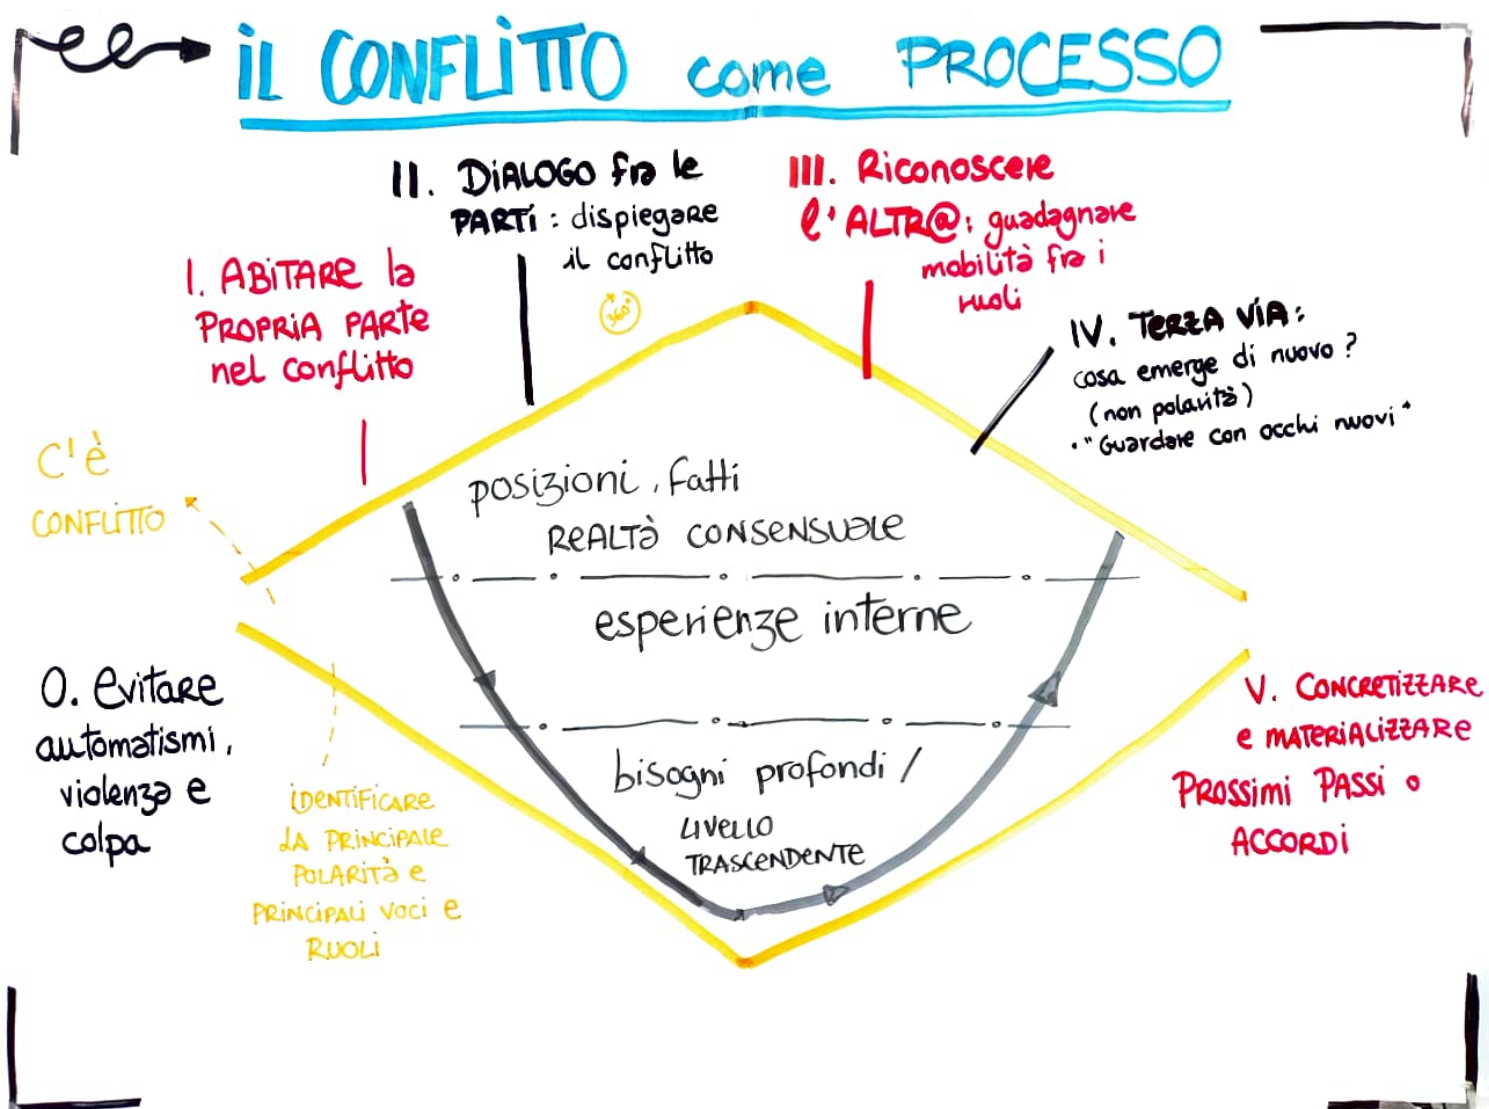 iL CONFLiTTO come PROCESSO
II. DiALOGO fra le
PARTi : dispiegare
il conflitto
III. Riconoscere
l'ALTR@: guadagnare
mobilità fra i
ruoli
I. ABiTARE la
PROPRiA PARTe
nel conflitto
360°
IV. TeRZA VIA:
cosa emerge di nuovo?
(non polarità)
• "Guardare con occhi nuovi"
C'è
CONFLITTO
posizioni, fatti
REALTà CONSENSUALE
esperienze interne
bisogni profondi /
LIVELLO
TRASCENDENTE
O. evitare
automatismi,
violenza e
colpa
iDENTiFiCARE
LA PRiNCiPALE
POLARiTà e
PRiNCiPALi VOCi E
RUOLi
V. CONCRETiZZARE
e MATERiALiZZARE
PROSSiMi PASSi o
ACCORDi